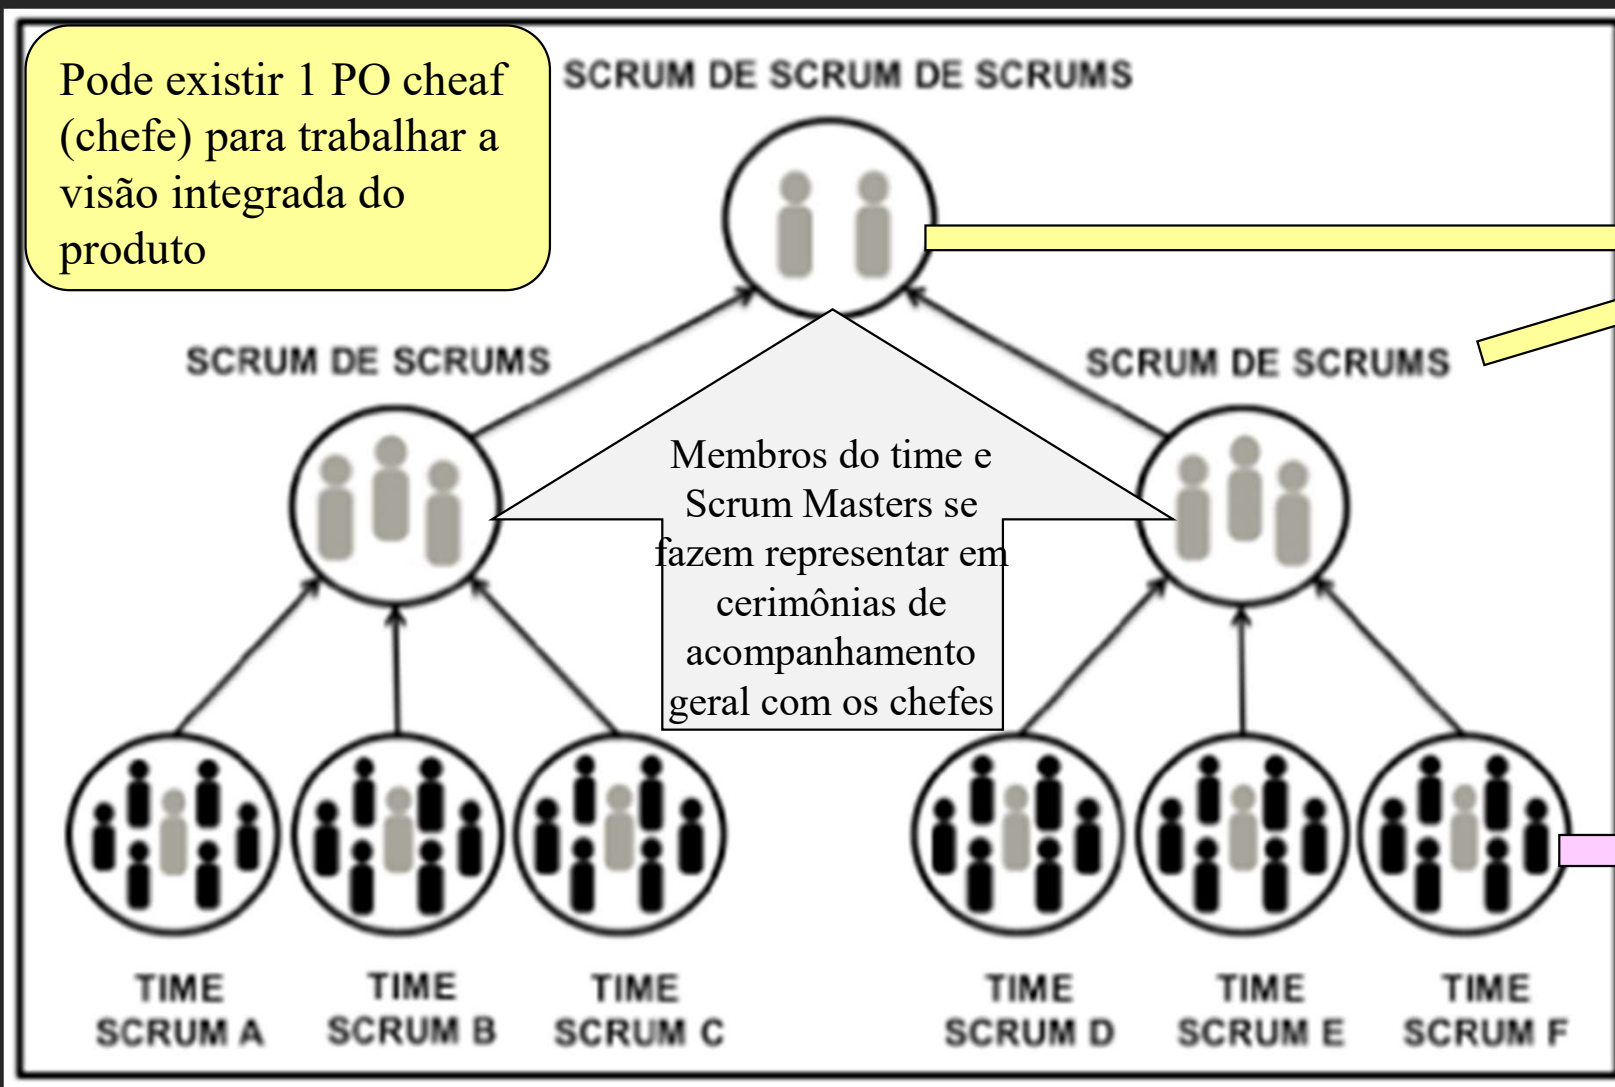 Pode existir 1 PO cheaf
(chefe) para trabalhar a
visão integrada do
produto
SCRUM DE SCRUM DE SCRUMS
SCRUM DE SCRUMS
SCRUM DE SCRUMS
Membros do time e
Scrum Masters se
fazem representar em
cerimônias de
acompanhamento
geral com os chefes
TIME
SCRUM A
TIME
SCRUM B
TIME
SCRUM C
TIME
SCRUM D
TIME
SCRUM E
TIME
SCRUM F